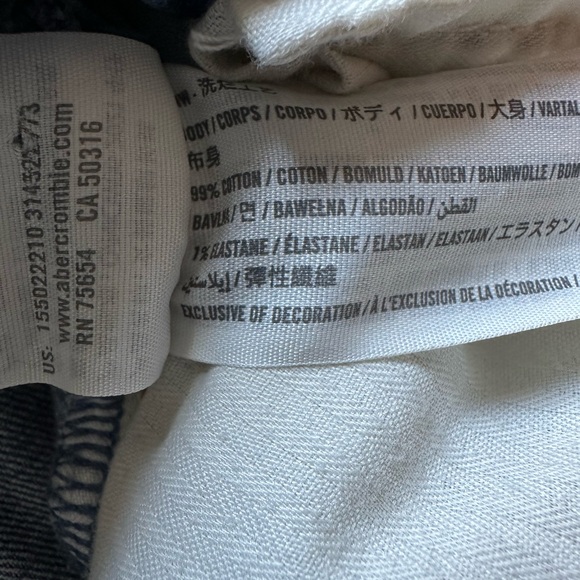 US: 155022210 314322773
www.abercrombie.com
RN 75654 CA 50316
BODY / CORPS / CORPO / ボディ / CUERPO / 大身 / VARTAL
布身
99% COTTON / COTON / BOMULD / KATOEN / BAUMWOLLE / BOM
BAVLNA / 면 / BAWEŁNA / ALGODÃO / القطن
1% ELASTANE / ÉLASTANE / ELASTAN / ELASTAAN / エラスタン /
إيلاستين / 彈性纖維
EXCLUSIVE OF DECORATION / À L'EXCLUSION DE LA DÉCORATION /